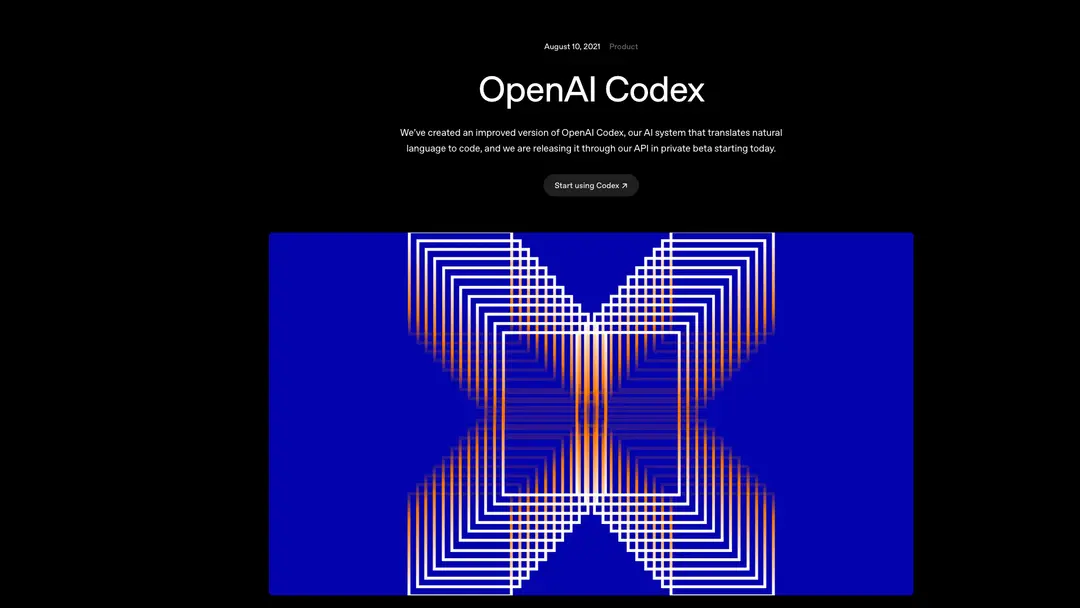 August 10, 2021 Product
OpenAI Codex
We've created an improved version of OpenAI Codex, our AI system that translates natural
language to code, and we are releasing it through our API in private beta starting today.
Start using Codex ↗